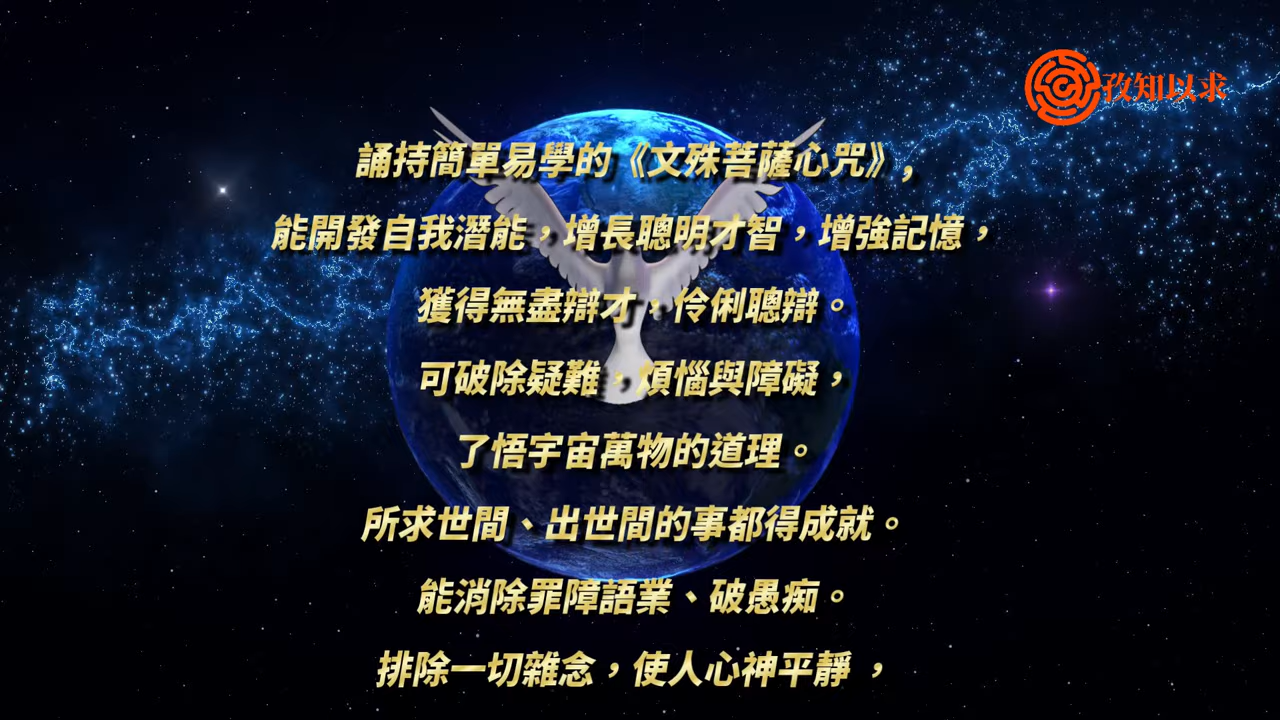 孜知以求
誦持簡單易學的《文殊菩薩心咒》,
能開發自我潛能，增長聰明才智，增強記憶，
獲得無盡辯才，伶俐聰辯。
可破除疑難，煩惱與障礙，
了悟宇宙萬物的道理。
所求世間、出世間的事都得成就。
能消除罪障語業、破愚痴。
排除一切雜念，使人心神平靜 ，